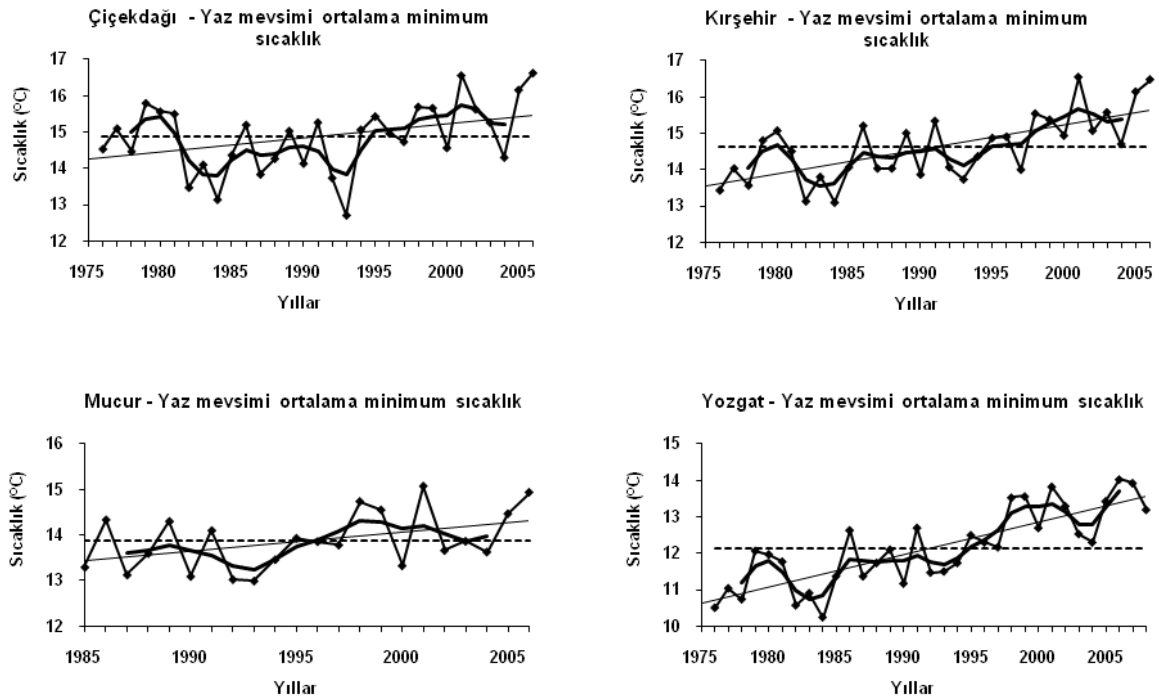 Çiçekdağı - Yaz mevsimi ortalama minimum
sıcaklık
Sıcaklık (°C)
17
16
15
14
13
12
1975 1980 1985 1990 1995 2000 2005
Yıllar
Kırşehir - Yaz mevsimi ortalama minimum
sıcaklık
Sıcaklık (°C)
17
16
15
14
13
12
1975 1980 1985 1990 1995 2000 2005
Yıllar
Mucur - Yaz mevsimi ortalama minimum sıcaklık
Sıcaklık (°C)
16
15
14
13
12
1985 1990 1995 2000 2005
Yıllar
Yozgat - Yaz mevsimi ortalama minimum sıcaklık
Sıcaklık (°C)
15
14
13
12
11
10
1975 1980 1985 1990 1995 2000 2005
Yıllar